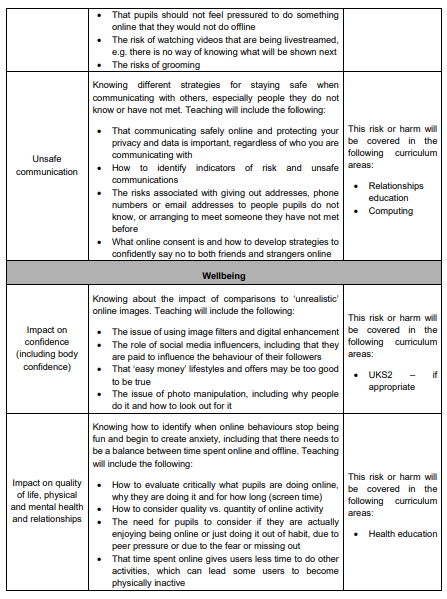 • That pupils should not feel pressured to do something
online that they would not do offline
• The risk of watching videos that are being livestreamed,
e.g. there is no way of knowing what will be shown next
• The risks of grooming
Unsafe
communication
Knowing different strategies for staying safe when
communicating with others, especially people they do not
know or have not met. Teaching will include the following:
• That communicating safely online and protecting your
privacy and data is important, regardless of who you are
communicating with
• How to identify indicators of risk and unsafe
communications
• The risks associated with giving out addresses, phone
numbers or email addresses to people pupils do not
know, or arranging to meet someone they have not met
before
• What online consent is and how to develop strategies to
confidently say no to both friends and strangers online
This risk or harm will
be covered in the
following curriculum
areas:
• Relationships
education
• Computing
Wellbeing
Impact on
confidence
(including body
confidence)
Knowing about the impact of comparisons to ‘unrealistic’
online images. Teaching will include the following:
• The issue of using image filters and digital enhancement
• The role of social media influencers, including that they
are paid to influence the behaviour of their followers
• That ‘easy money’ lifestyles and offers may be too good
to be true
• The issue of photo manipulation, including why people
do it and how to look out for it
This risk or harm will
be covered in the
following curriculum
areas:
• UKS2 – if
appropriate
Impact on quality
of life, physical
and mental health
and relationships
Knowing how to identify when online behaviours stop being
fun and begin to create anxiety, including that there needs to
be a balance between time spent online and offline. Teaching
will include the following:
• How to evaluate critically what pupils are doing online,
why they are doing it and for how long (screen time)
• How to consider quality vs. quantity of online activity
• The need for pupils to consider if they are actually
enjoying being online or just doing it out of habit, due to
peer pressure or due to the fear or missing out
• That time spent online gives users less time to do other
activities, which can lead some users to become
physically inactive
This risk or harm will
be covered in the
following curriculum
areas:
• Health education